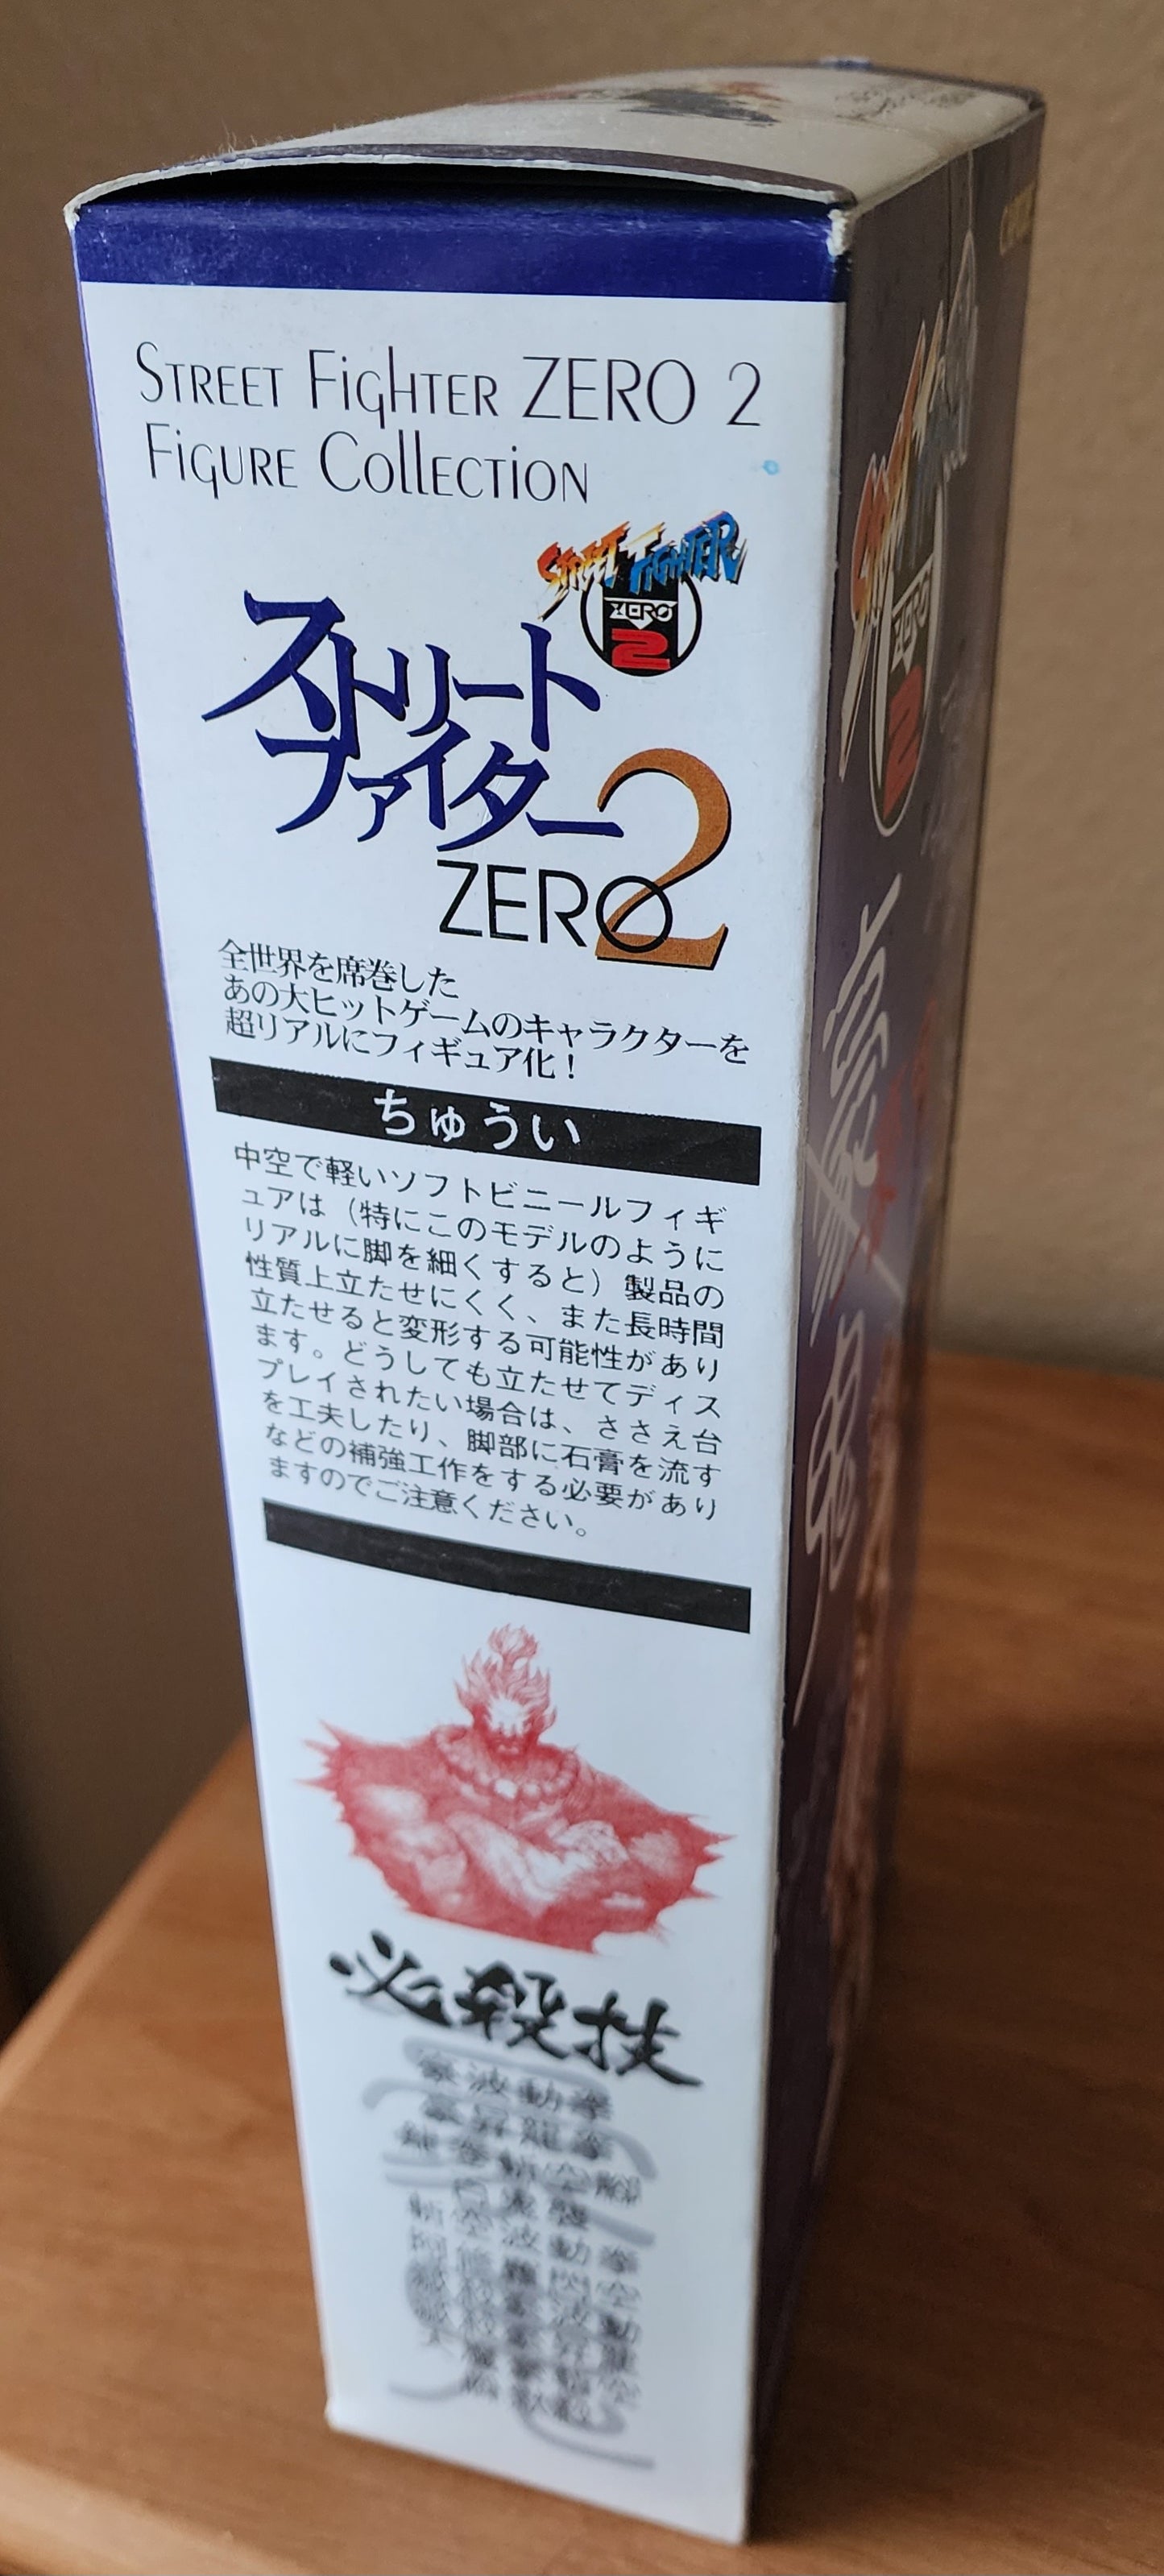 STREET FIGHTER ZERO 2
FIGURE COLLECTION
STREET FIGHTER
ZERO
2
ストリート
ファイター
ZERO2
全世界を席巻した
あの大ヒットゲームのキャラクターを
超リアルにフィギュア化！
ちゅうい
中空で軽いソフトビニールフィギ
ュアは（特にこのモデルのように
リアルに脚を細くすると）製品の
性質上立たせにくく、また長時間
立たせると変形する可能性があり
ます。どうしても立たせてディス
プレイされたい場合は、ささえ台
を工夫したり、脚部に石膏を流す
などの補強工作をする必要があり
ますのでご注意ください。
必殺技
豪波動拳
豪昇龍拳
ZERO
2
豪鬼